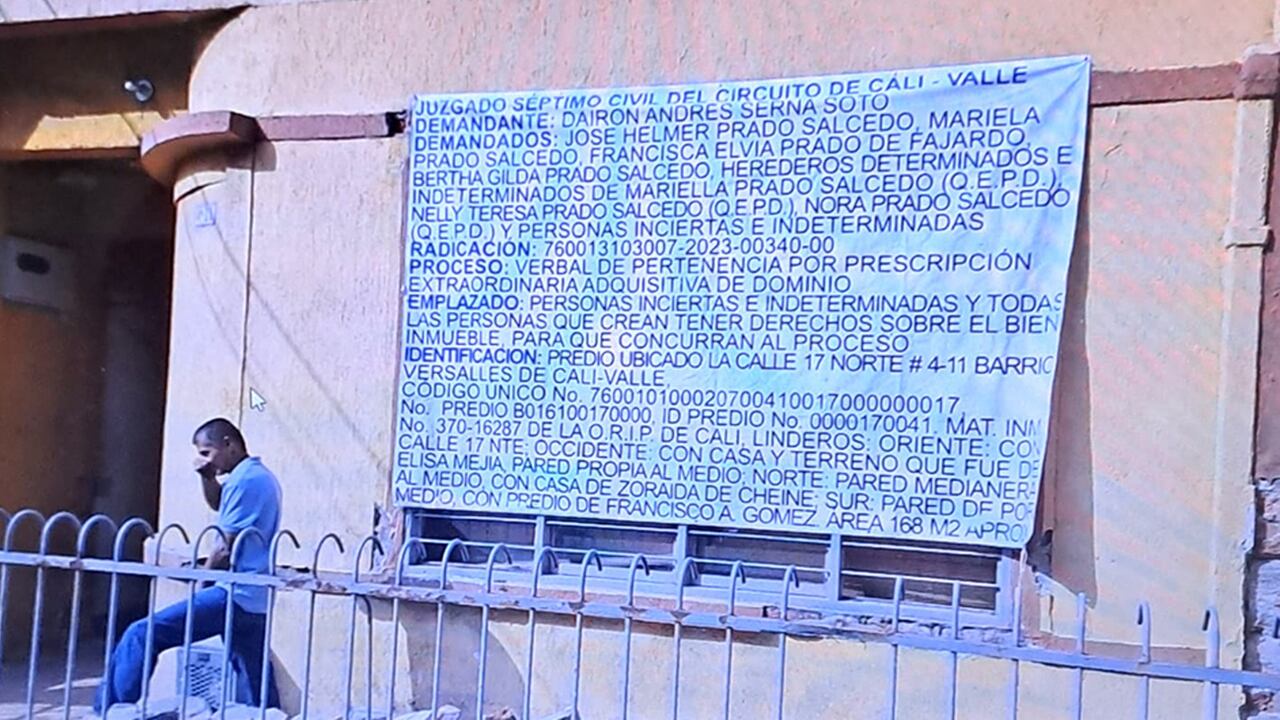 JUZGADO SÉPTIMO CIVIL DEL CIRCUITO DE CALI - VALLE
DEMANDANTE: DAIRON ANDRES SERNA SOTO
DEMANDADOS: JOSE HELMER PRADO SALCEDO, MARIELA
PRADO SALCEDO, FRANCISCA ELVIA PRADO DE FAJARDO,
BERTHA GILDA PRADO SALCEDO, HEREDEROS DETERMINADOS E
INDETERMINADOS DE MARIELLA PRADO SALCEDO (Q.E.P.D.),
NELLY TERESA PRADO SALCEDO (Q.E.P.D.), NORA PRADO SALCEDO
(Q.E.P.D.) Y PERSONAS INCIERTAS E INDETERMINADAS
RADICACIÓN: 760013103007-2023-00340-00
PROCESO: VERBAL DE PERTENENCIA POR PRESCRIPCIÓN
EXTRAORDINARIA ADQUISITIVA DE DOMINIO
EMPLAZADO: PERSONAS INCIERTAS E INDETERMINADAS Y TODAS
LAS PERSONAS QUE CREAN TENER DERECHOS SOBRE EL BIEN
INMUEBLE, PARA QUE CONCURRAN AL PROCESO
IDENTIFICACION: PREDIO UBICADO LA CALLE 17 NORTE # 4-11 BARRIO
VERSALLES DE CALI-VALLE,
CÓDIGO UNICO No. 760010100020700410017000000017,
No. PREDIO B016100170000, ID PREDIO No. 0000170041, MAT. INM
No. 370-16287 DE LA O.R.I.P. DE CALI, LINDEROS: ORIENTE: CON
CALLE 17 NTE; OCCIDENTE: CON CASA Y TERRENO QUE FUE DE
ELISA MEJIA, PARED PROPIA AL MEDIO; NORTE: PARED MEDIANERA
AL MEDIO, CON CASA DE ZORAIDA DE CHEINE; SUR: PARED DE POR
MEDIO, CON PREDIO DE FRANCISCO A. GOMEZ, ÁREA 168 M2 APROX